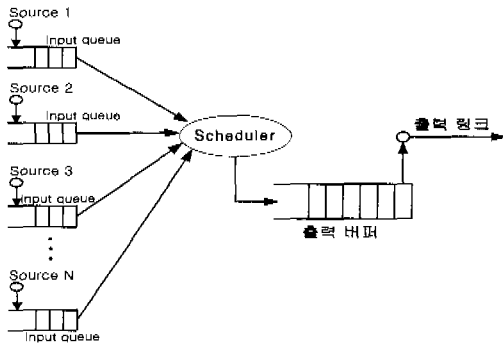 Source 1
Input queue
Source 2
Input queue
Scheduler
출력 링크
Source 3
Input queue
출력 버퍼
Source N
Input queue